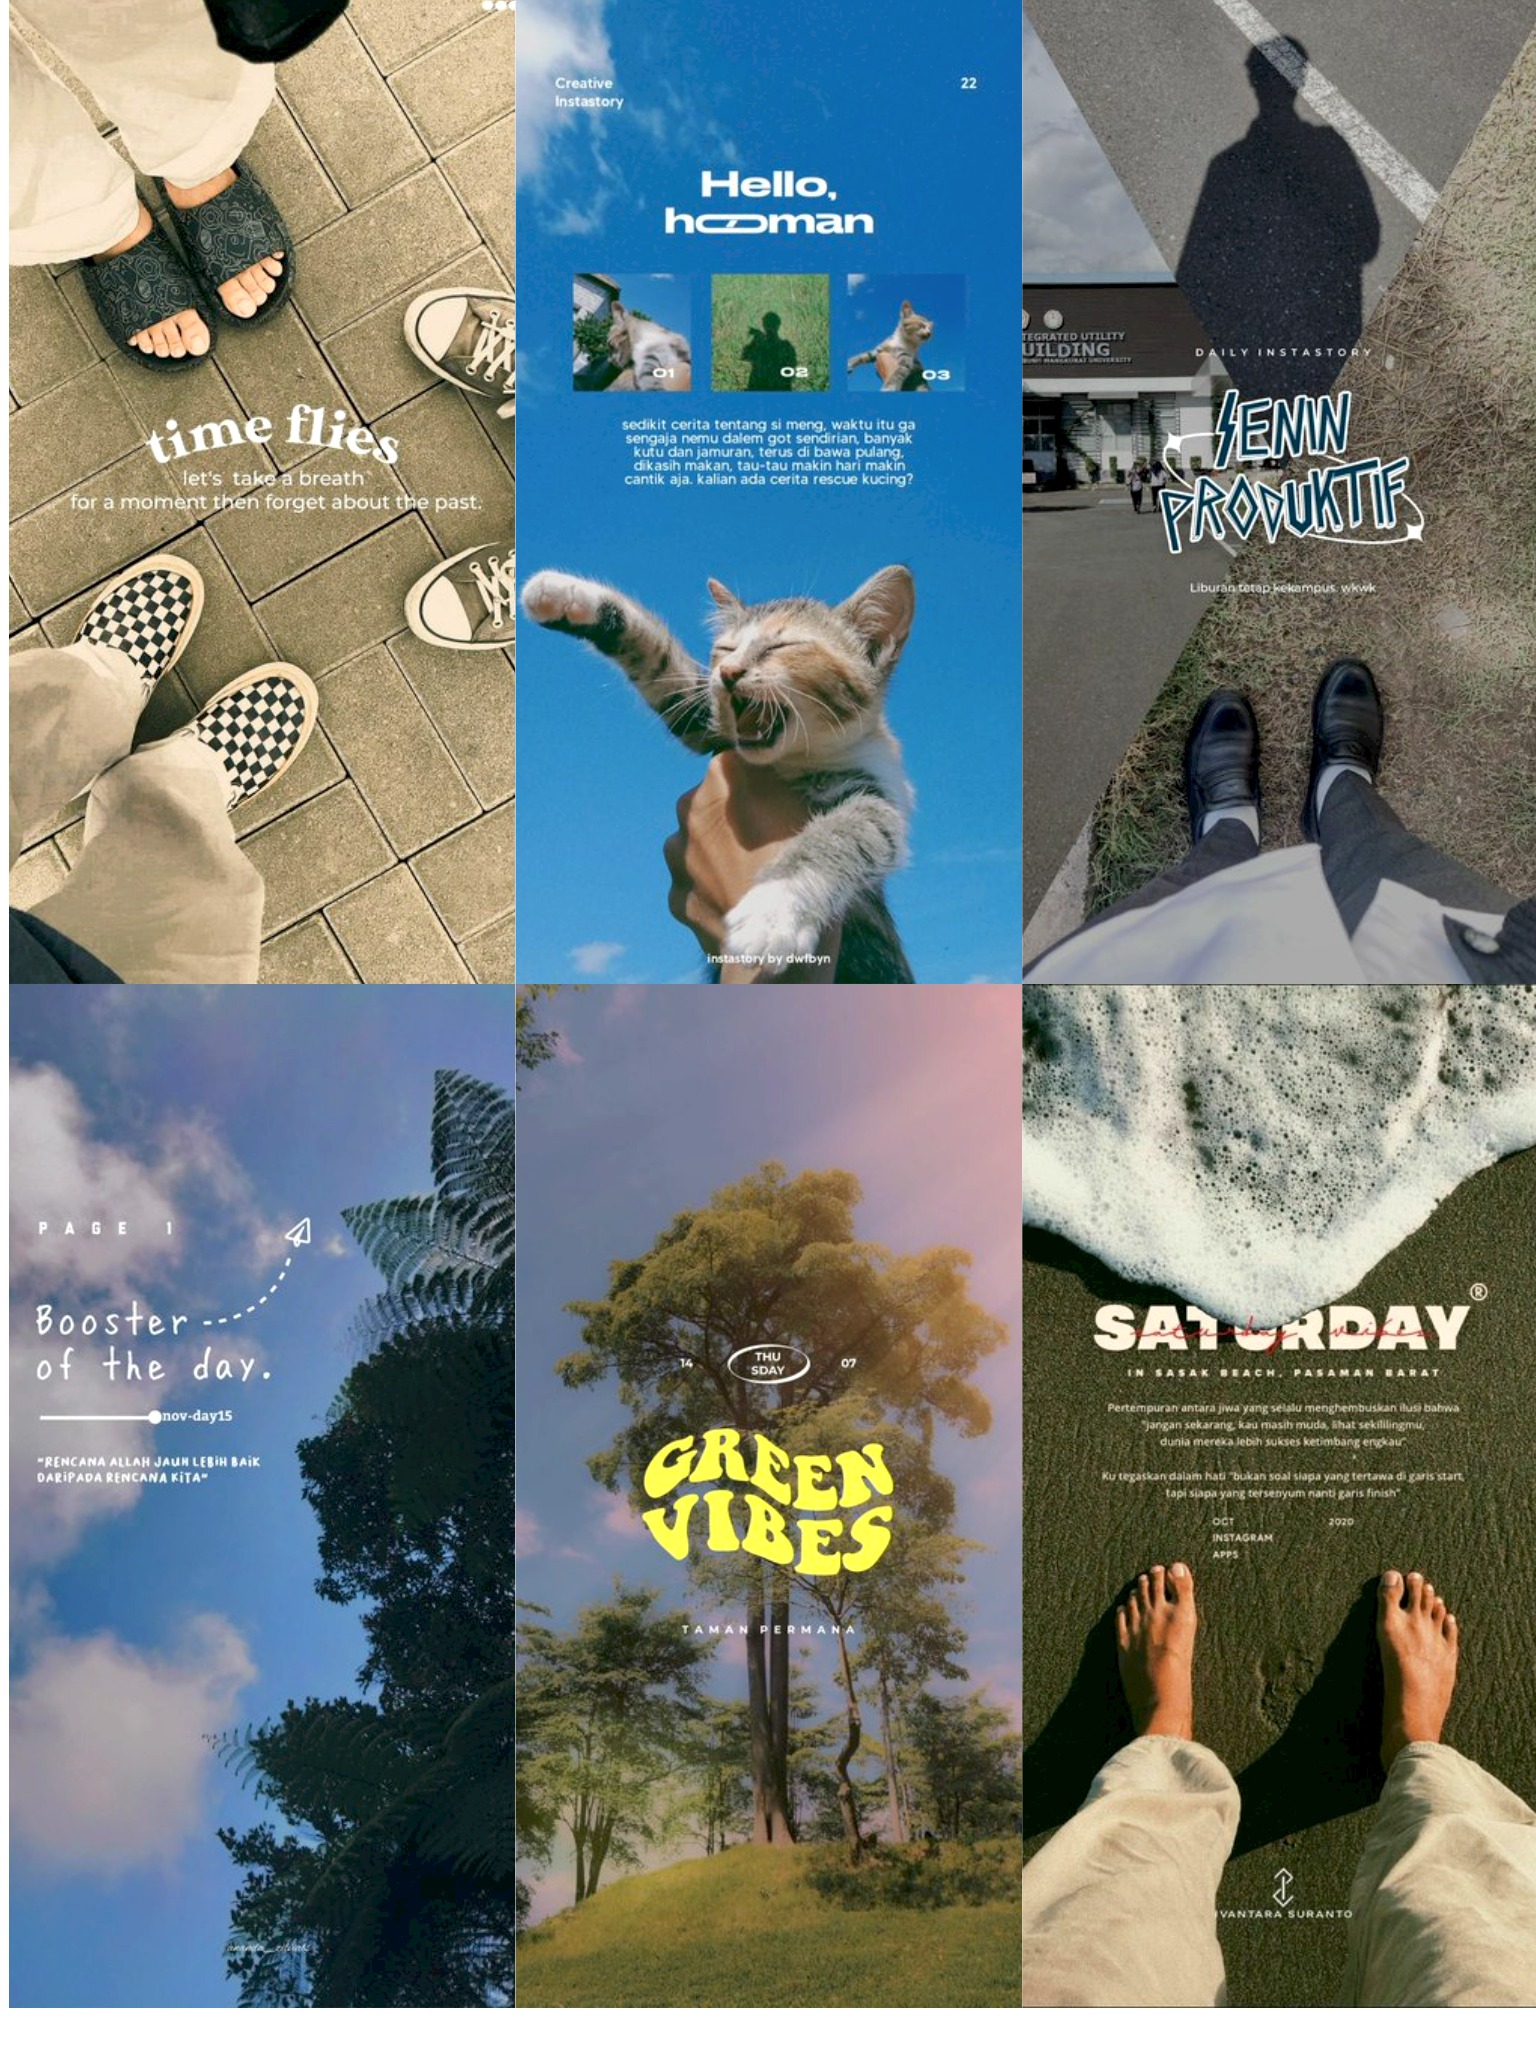 time flies
let's take a breath
for a moment then forget about the past.
Creative
Instastory
22
Hello,
hooman
01
02
03
sedikit cerita tentang si meng, waktu itu ga
sengaja nemu dalem got sendirian, banyak
kutu dan jamuran, terus di bawa pulang,
dikasih makan, tau-tau makin hari makin
cantik aja. kalian ada cerita rescue kucing?
instastory by dwfbyn
TEGRATED UTILITY
UILDING
MANGKURAT UNIVERSITY
DAILY INSTASTORY
SENIN
PRODUKTIF
Liburan tetap kekampus. wkwk
PAGE 1
Booster
of the day.
nov-day15
"RENCANA ALLAH JAUH LEBIH BAIK
DARIPADA RENCANA KITA"
14
THU
SDAY
07
GREEN
VIBES
TAMAN PERMANA
SATURDAY®
saturday vibes
IN SASAK BEACH, PASAMAN BARAT
Pertempuran antara jiwa yang selalu menghembuskan ilusi bahwa
"jangan sekarang, kau masih muda, lihat sekililingmu,
dunia mereka lebih sukses ketimbang engkau"
Ku tegaskan dalam hati "bukan soal siapa yang tertawa di garis start,
tapi siapa yang tersenyum nanti garis finish"
OCT 2020
INSTAGRAM
APPS
IVANTARA SURANTO